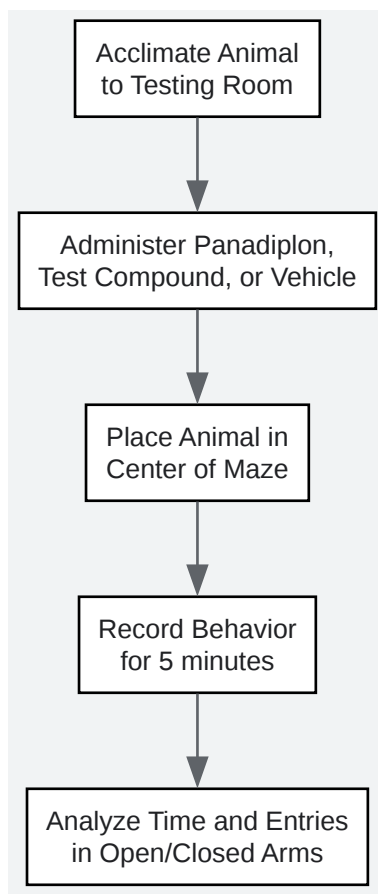 Acclimate Animal
to Testing Room
Administer Panadiplon,
Test Compound, or Vehicle
Place Animal in
Center of Maze
Record Behavior
for 5 minutes
Analyze Time and Entries
in Open/Closed Arms